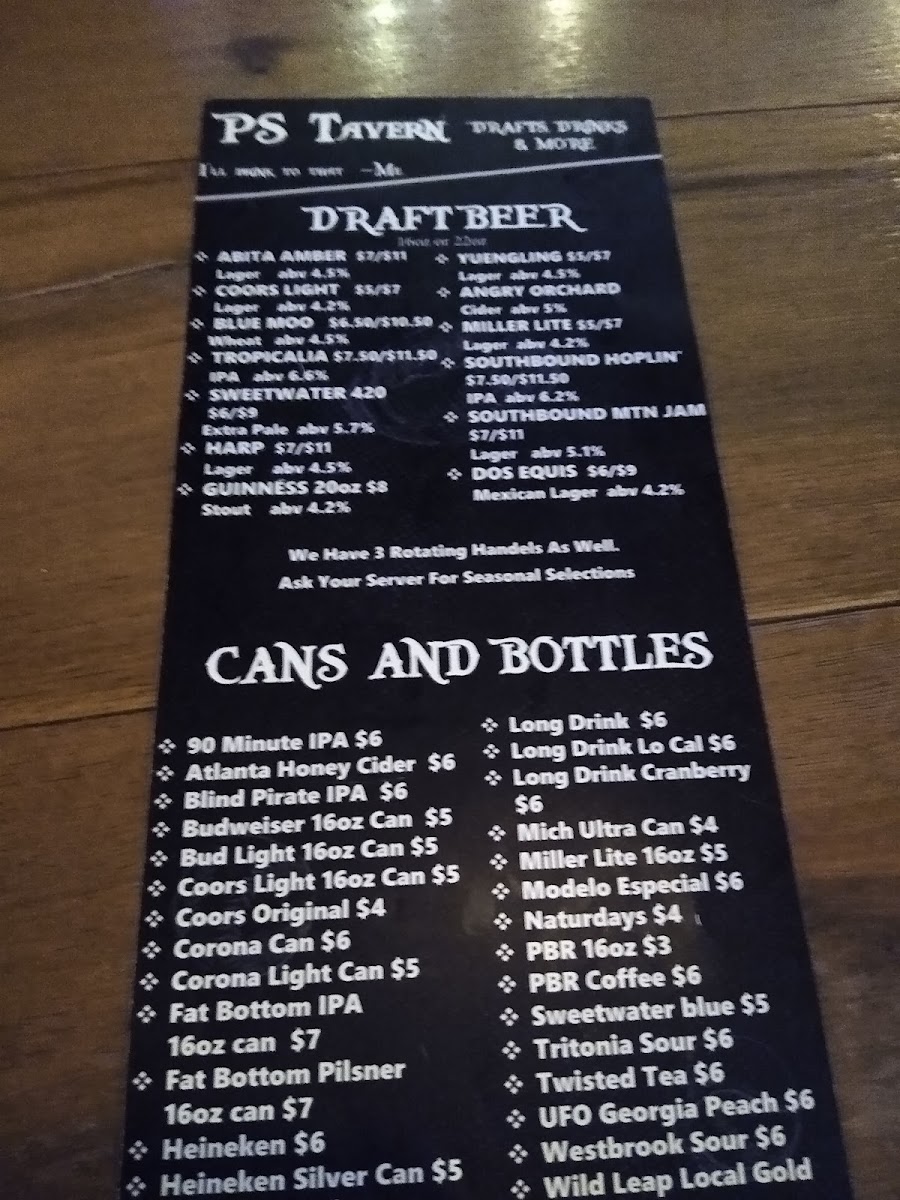 PS Tavern
Drafts, Drinks
& More
I'll drink to that —Me
DRAFT BEER
16oz or 22oz
ABITA AMBER $7/$11
Lager abv 4.5%
COORS LIGHT $5/$7
Lager abv 4.2%
BLUE MOO $6.50/$10.50
Wheat abv 4.5%
TROPICALIA $7.50/$11.50
IPA abv 6.6%
SWEETWATER 420
$6/$9
Extra Pale abv 5.7%
HARP $7/$11
Lager abv 4.5%
GUINNESS 20oz $8
Stout abv 4.2%
YUENGLING $5/$7
Lager abv 4.5%
ANGRY ORCHARD
Cider abv 5%
MILLER LITE $5/$7
Lager abv 4.2%
SOUTHBOUND HOPLIN'
$7.50/$11.50
IPA abv 6.2%
SOUTHBOUND MTN JAM
$7/$11
Lager abv 5.1%
DOS EQUIS $6/$9
Mexican Lager abv 4.2%
We Have 3 Rotating Handels As Well.
Ask Your Server For Seasonal Selections
CANS AND BOTTLES
90 Minute IPA $6
Atlanta Honey Cider $6
Blind Pirate IPA $6
Budweiser 16oz Can $5
Bud Light 16oz Can $5
Coors Light 16oz Can $5
Coors Original $4
Corona Can $6
Corona Light Can $5
Fat Bottom IPA
16oz can $7
Fat Bottom Pilsner
16oz can $7
Heineken $6
Heineken Silver Can $5
Long Drink $6
Long Drink Lo Cal $6
Long Drink Cranberry
$6
Mich Ultra Can $4
Miller Lite 16oz $5
Modelo Especial $6
Naturdays $4
PBR 16oz $3
PBR Coffee $6
Sweetwater blue $5
Tritonia Sour $6
Twisted Tea $6
UFO Georgia Peach $6
Westbrook Sour $6
Wild Leap Local Gold